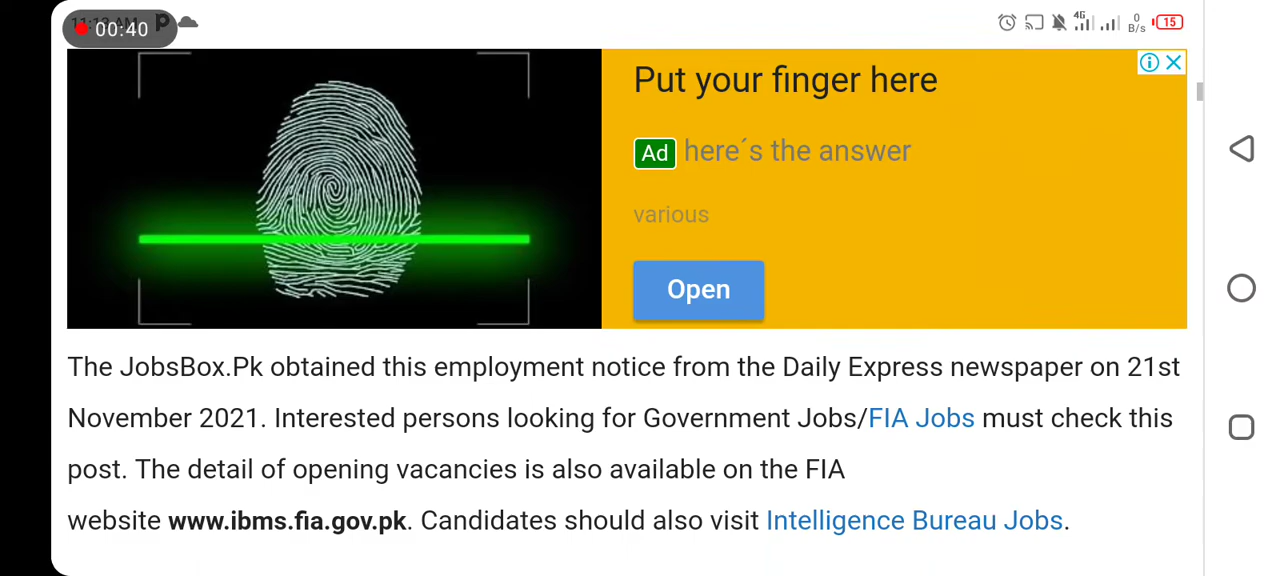 00:40
4G
0
B/s
15
Put your finger here
Ad here´s the answer
various
Open
The JobsBox.Pk obtained this employment notice from the Daily Express newspaper on 21st
November 2021. Interested persons looking for Government Jobs/FIA Jobs must check this
post. The detail of opening vacancies is also available on the FIA
website www.ibms.fia.gov.pk. Candidates should also visit Intelligence Bureau Jobs.